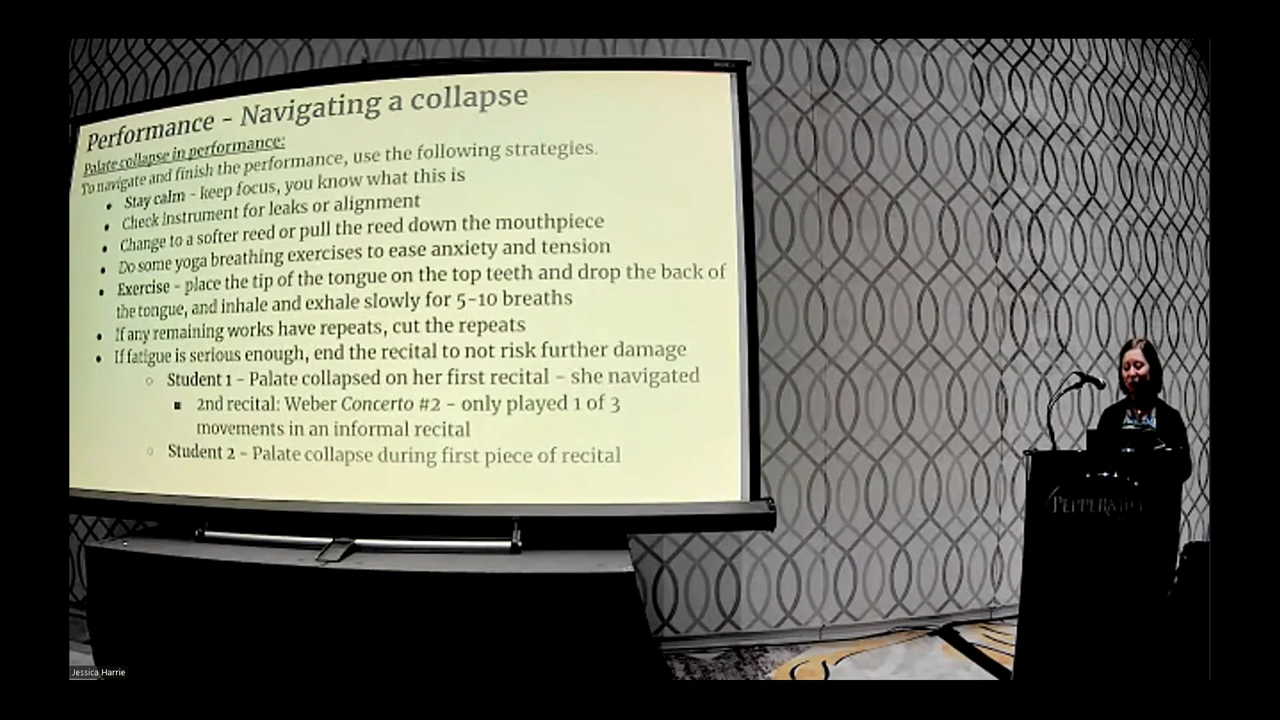 Performance - Navigating a collapse
Palate collapse in performance:
To navigate and finish the performance, use the following strategies.
• Stay calm - keep focus, you know what this is
• Check instrument for leaks or alignment
• Change to a softer reed or pull the reed down the mouthpiece
• Do some yoga breathing exercises to ease anxiety and tension
• Exercise - place the tip of the tongue on the top teeth and drop the back of
the tongue, and inhale and exhale slowly for 5-10 breaths
• If any remaining works have repeats, cut the repeats
• If fatigue is serious enough, end the recital to not risk further damage
○ Student 1 - Palate collapsed on her first recital - she navigated
■ 2nd recital: Weber Concerto #2 - only played 1 of 3
movements in an informal recital
○ Student 2 - Palate collapse during first piece of recital
Jessica Harrie